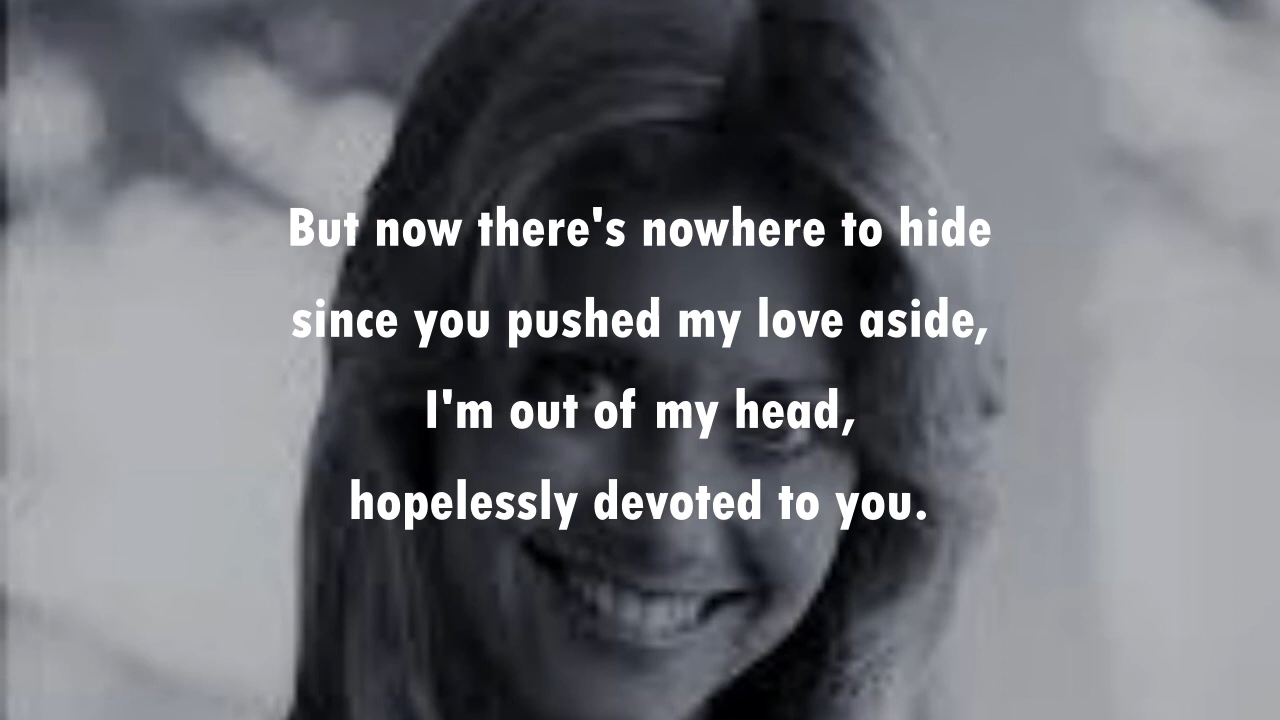 But now there's nowhere to hide
since you pushed my love aside,
I'm out of my head,
hopelessly devoted to you.